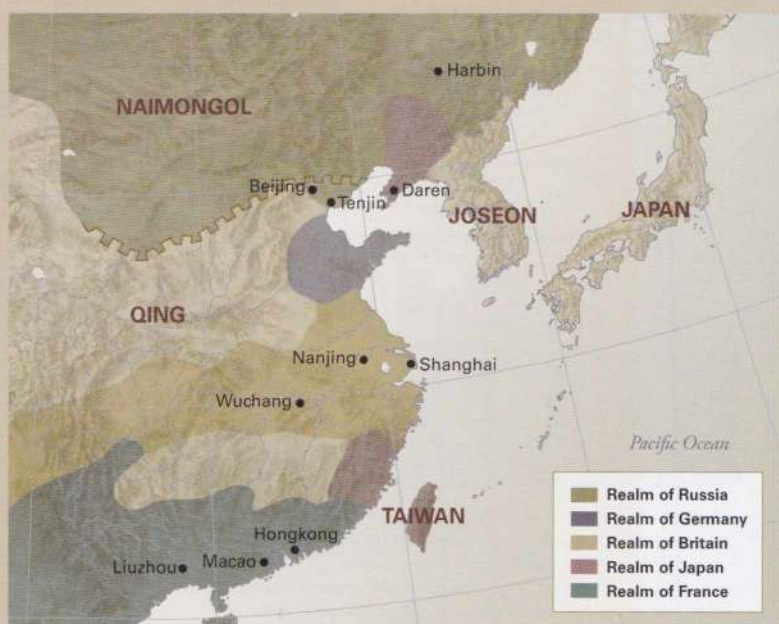 Harbin
NAIMONGOL
Beijing
Daren
Tenjin
JOSEON
JAPAN
QING
Nanjing
Shanghai
Wuchang
Pacific Ocean
TAIWAN
Hongkong
Macao
Liuzhou
Realm of Russia
Realm of Germany
Realm of Britain
Realm of Japan
Realm of France